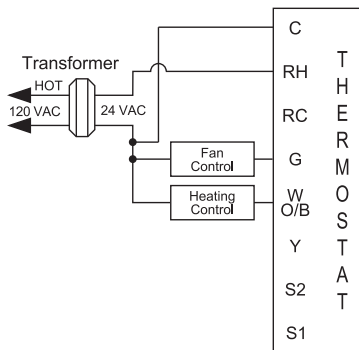 Transformer
HOT
120 VAC
24 VAC
Fan
Control
Heating
Control
C
RH
RC
G
W
O/B
Y
S2
S1
THERMOSTAT